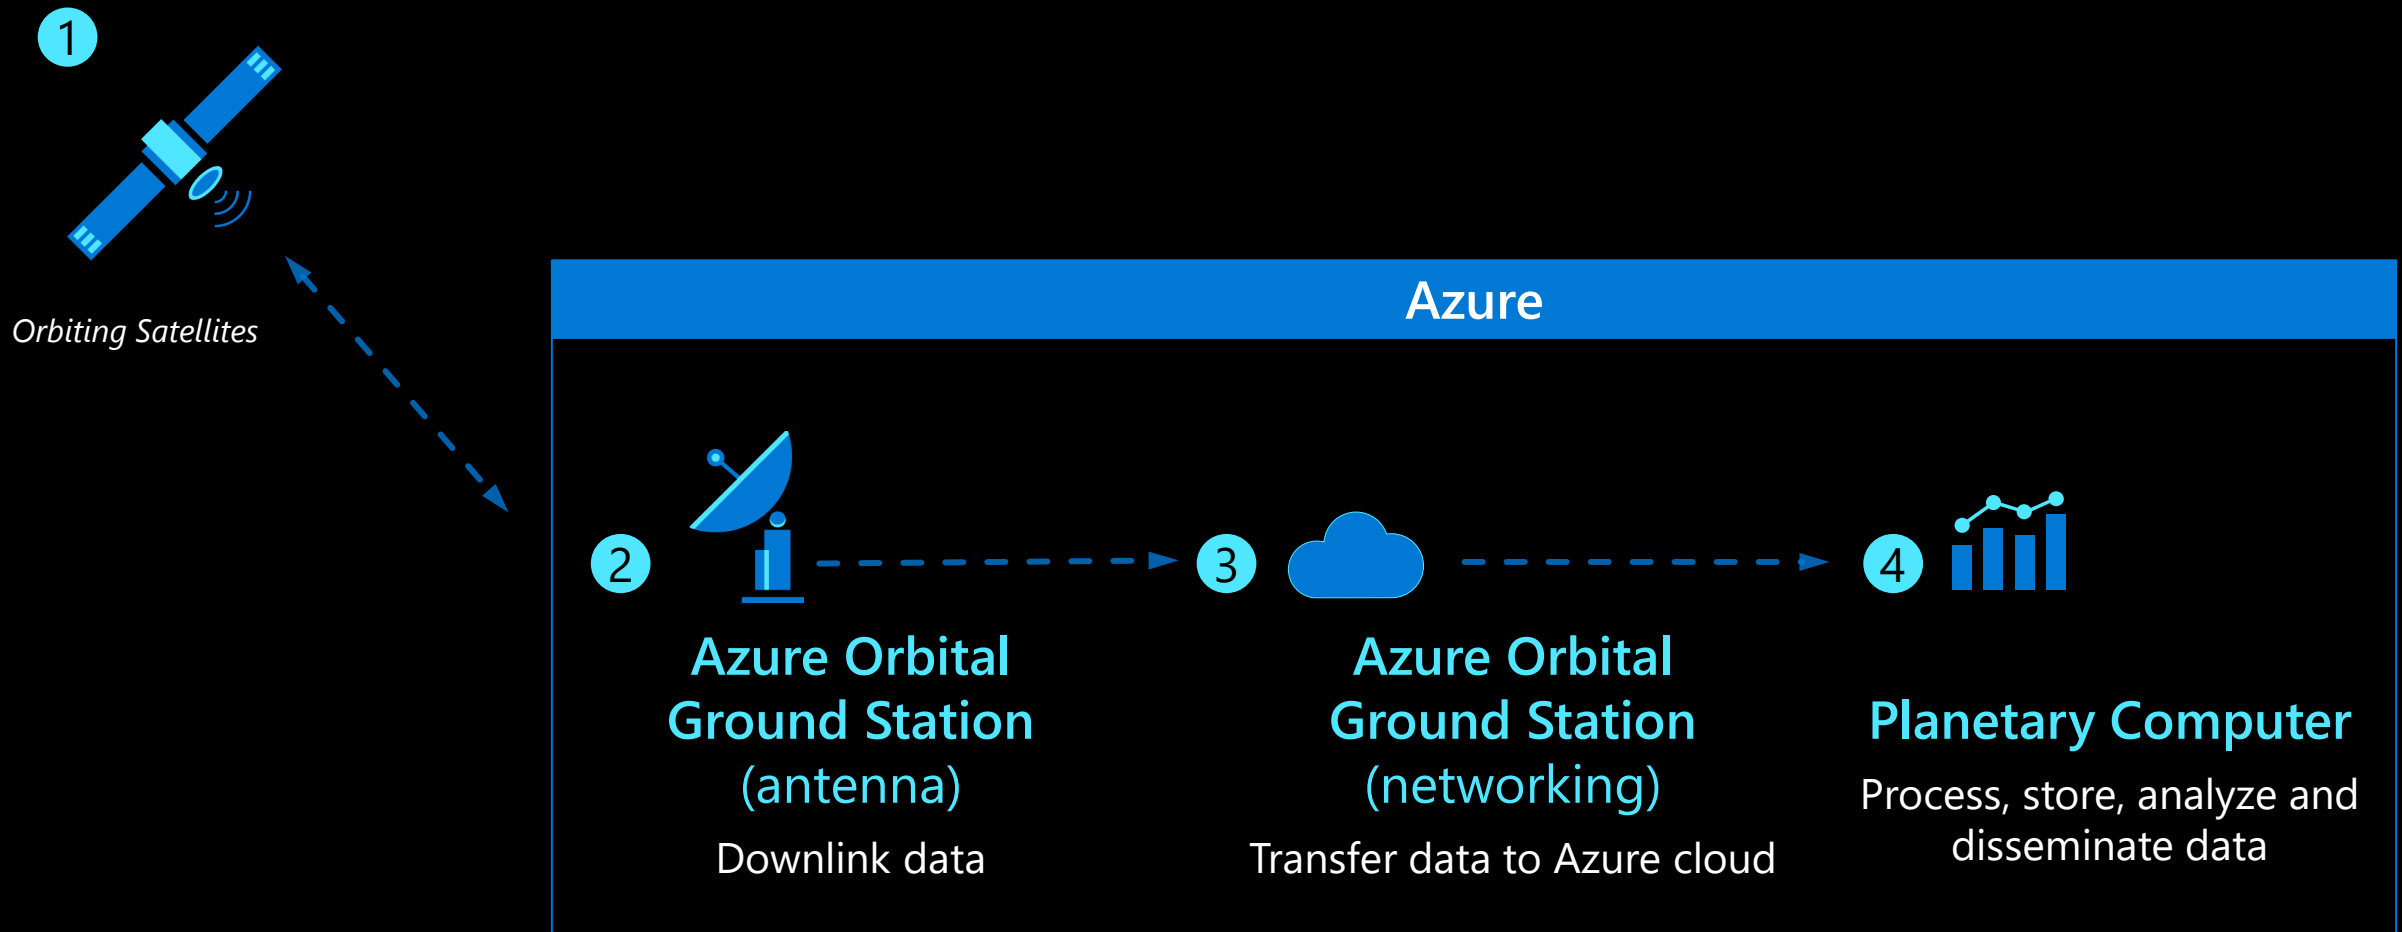 1
Orbiting Satellites
Azure
2
Azure Orbital
Ground Station
(antenna)
Downlink data
3
Azure Orbital
Ground Station
(networking)
Transfer data to Azure cloud
4
Planetary Computer
Process, store, analyze and
disseminate data